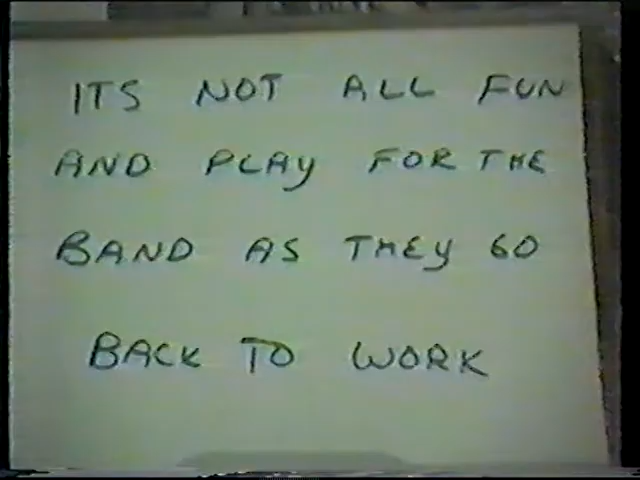 ITS NOT ALL FUN
AND PLAY FOR THE
BAND AS THEY GO
BACK TO WORK